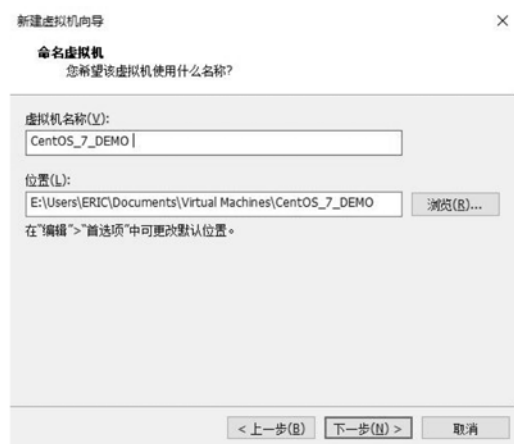 新建虚拟机向导
命名虚拟机
您希望该虚拟机使用什么名称?
虚拟机名称(V):
CentOS_7_DEMO
位置(L):
E:\Users\ERIC\Documents\Virtual Machines\CentOS_7_DEMO
浏览(R)...
在"编辑">"首选项"中可更改默认位置。
< 上一步(B)
下一步(N) >
取消